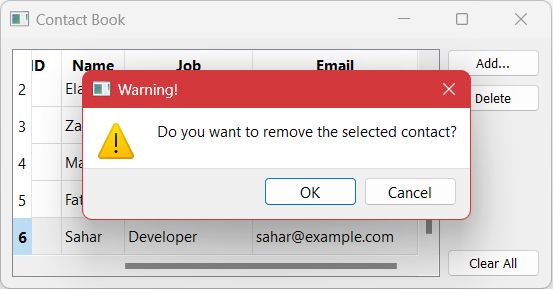 Contact Book
ID Name Job Email
Add...
2
Warning!
Delete
3
Do you want to remove the selected contact?
4
5
OK Cancel
6 Sahar Developer sahar@example.com
Clear All